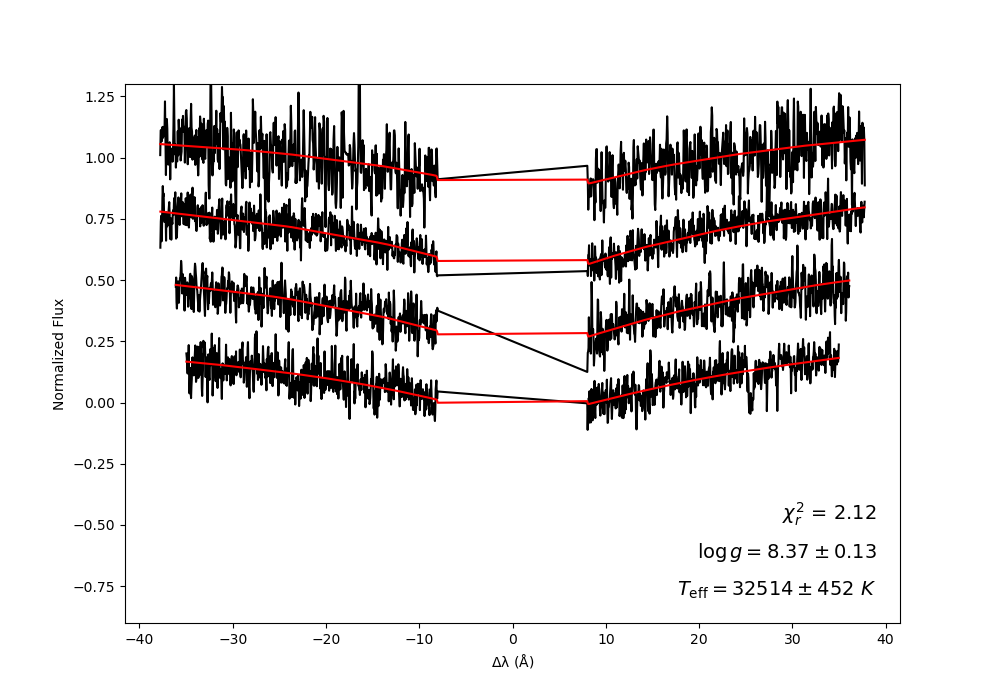 1.25
1.00
0.75
0.50
0.25
0.00
−0.25
−0.50
−0.75
Normalized Flux
χ²ᵣ = 2.12
log g = 8.37 ± 0.13
T_eff = 32514 ± 452 K
−40 −30 −20 −10 0 10 20 30 40
Δλ (Å)